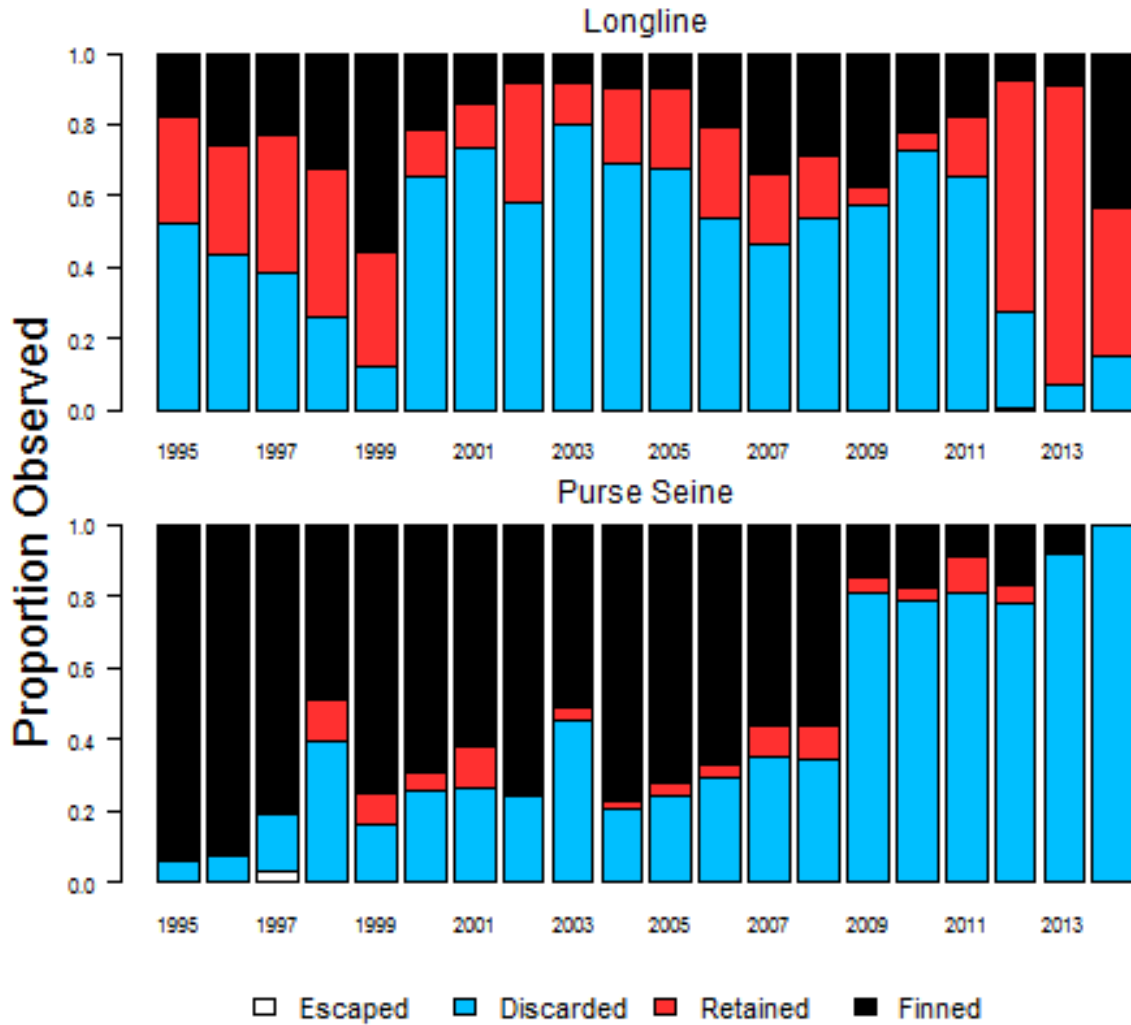 Longline
1.0
0.8
0.6
0.4
0.2
0.0
1995 1997 1999 2001 2003 2005 2007 2009 2011 2013
Proportion Observed
Purse Seine
1.0
0.8
0.6
0.4
0.2
0.0
1995 1997 1999 2001 2003 2005 2007 2009 2011 2013
Escaped Discarded Retained Finned